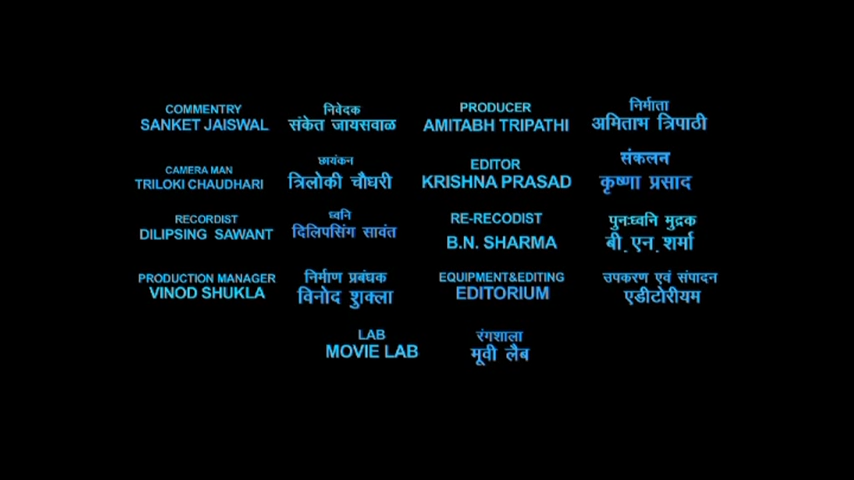 COMMENTRY
SANKET JAISWAL
निवेदक
संकेत जायसवाळ
PRODUCER
AMITABH TRIPATHI
निर्माता
अमिताभ त्रिपाठी
CAMERA MAN
TRILOKI CHAUDHARI
छायंकन
त्रिलोकी चौघरी
EDITOR
KRISHNA PRASAD
संकलन
कृष्णा प्रसाद
RECORDIST
DILIPSING SAWANT
ध्वनि
दिलिपसिंग सावंत
RE-RECODIST
B.N. SHARMA
पुनःध्वनि मुद्रक
बी.एन.शर्मा
PRODUCTION MANAGER
VINOD SHUKLA
निर्माण प्रबंघक
विनोद शुक्ला
EQUIPMENT&EDITING
EDITORIUM
उपकरण एवं संपादन
एडीटोरीयम
LAB
MOVIE LAB
रंगशाला
मूवी लैब